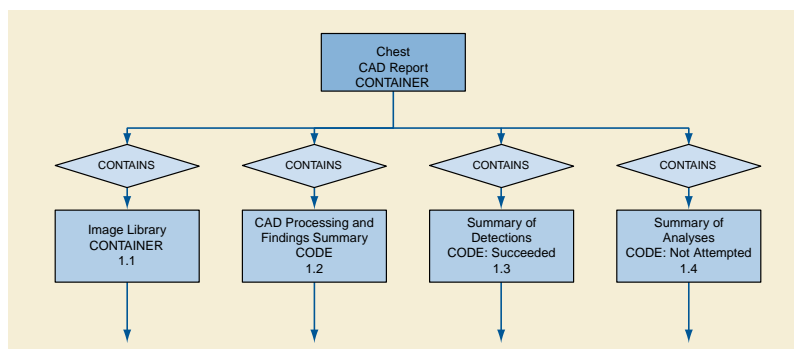 Chest
CAD Report
CONTAINER
CONTAINS
CONTAINS
CONTAINS
CONTAINS
Image Library
CONTAINER
1.1
CAD Processing and
Findings Summary
CODE
1.2
Summary of
Detections
CODE: Succeeded
1.3
Summary of
Analyses
CODE: Not Attempted
1.4